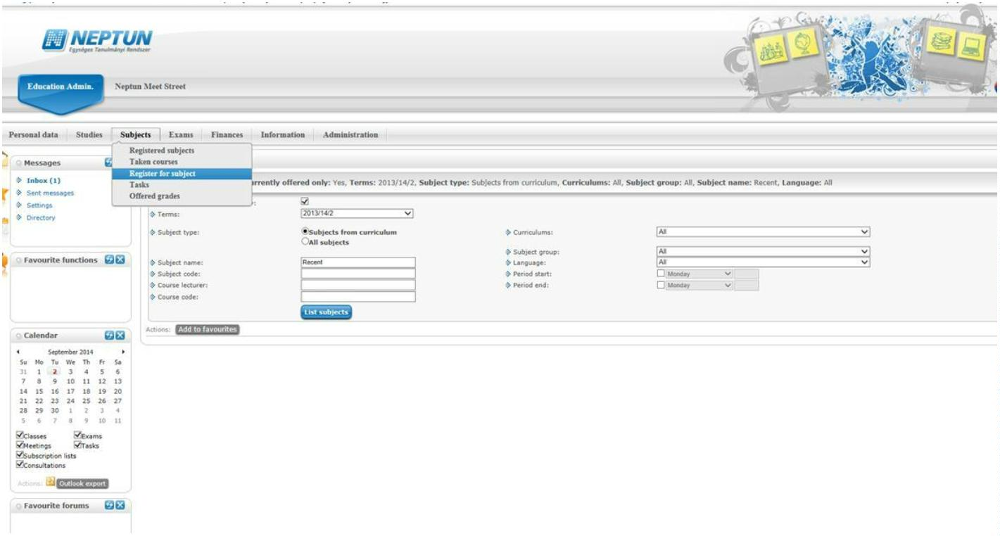 NEPTUN
Egységes Tanulmányi Rendszer
Education Admin. Neptun Meet Street
Personal data Studies Subjects Exams Finances Information Administration
Registered subjects
Taken courses
Register for subject
Tasks
Offered grades
Messages
Inbox (1)
Sent messages
Settings
Directory
offered only: Yes, Terms: 2013/14/2, Subject type: Subjects from curriculum, Curriculums: All, Subject group: All, Subject name: Recent, Language: All
Terms: 2013/14/2
Subject type: Subjects from curriculum
All subjects
Curriculums: All
Subject group: All
Subject name: Recent
Language: All
Subject code:
Period start: Monday
Course lecturer:
Period end: Monday
Course code:
List subjects
Actions: Add to favourites
Favourite functions
Calendar
September 2014
Su Mo Tu We Th Fr Sa
31 1 2 3 4 5 6
7 8 9 10 11 12 13
14 15 16 17 18 19 20
21 22 23 24 25 26 27
28 29 30 1 2 3 4
5 6 7 8 9 10 11
Classes Exams
Meetings Tasks
Subscription lists
Consultations
Actions: Outlook export
Favourite forums